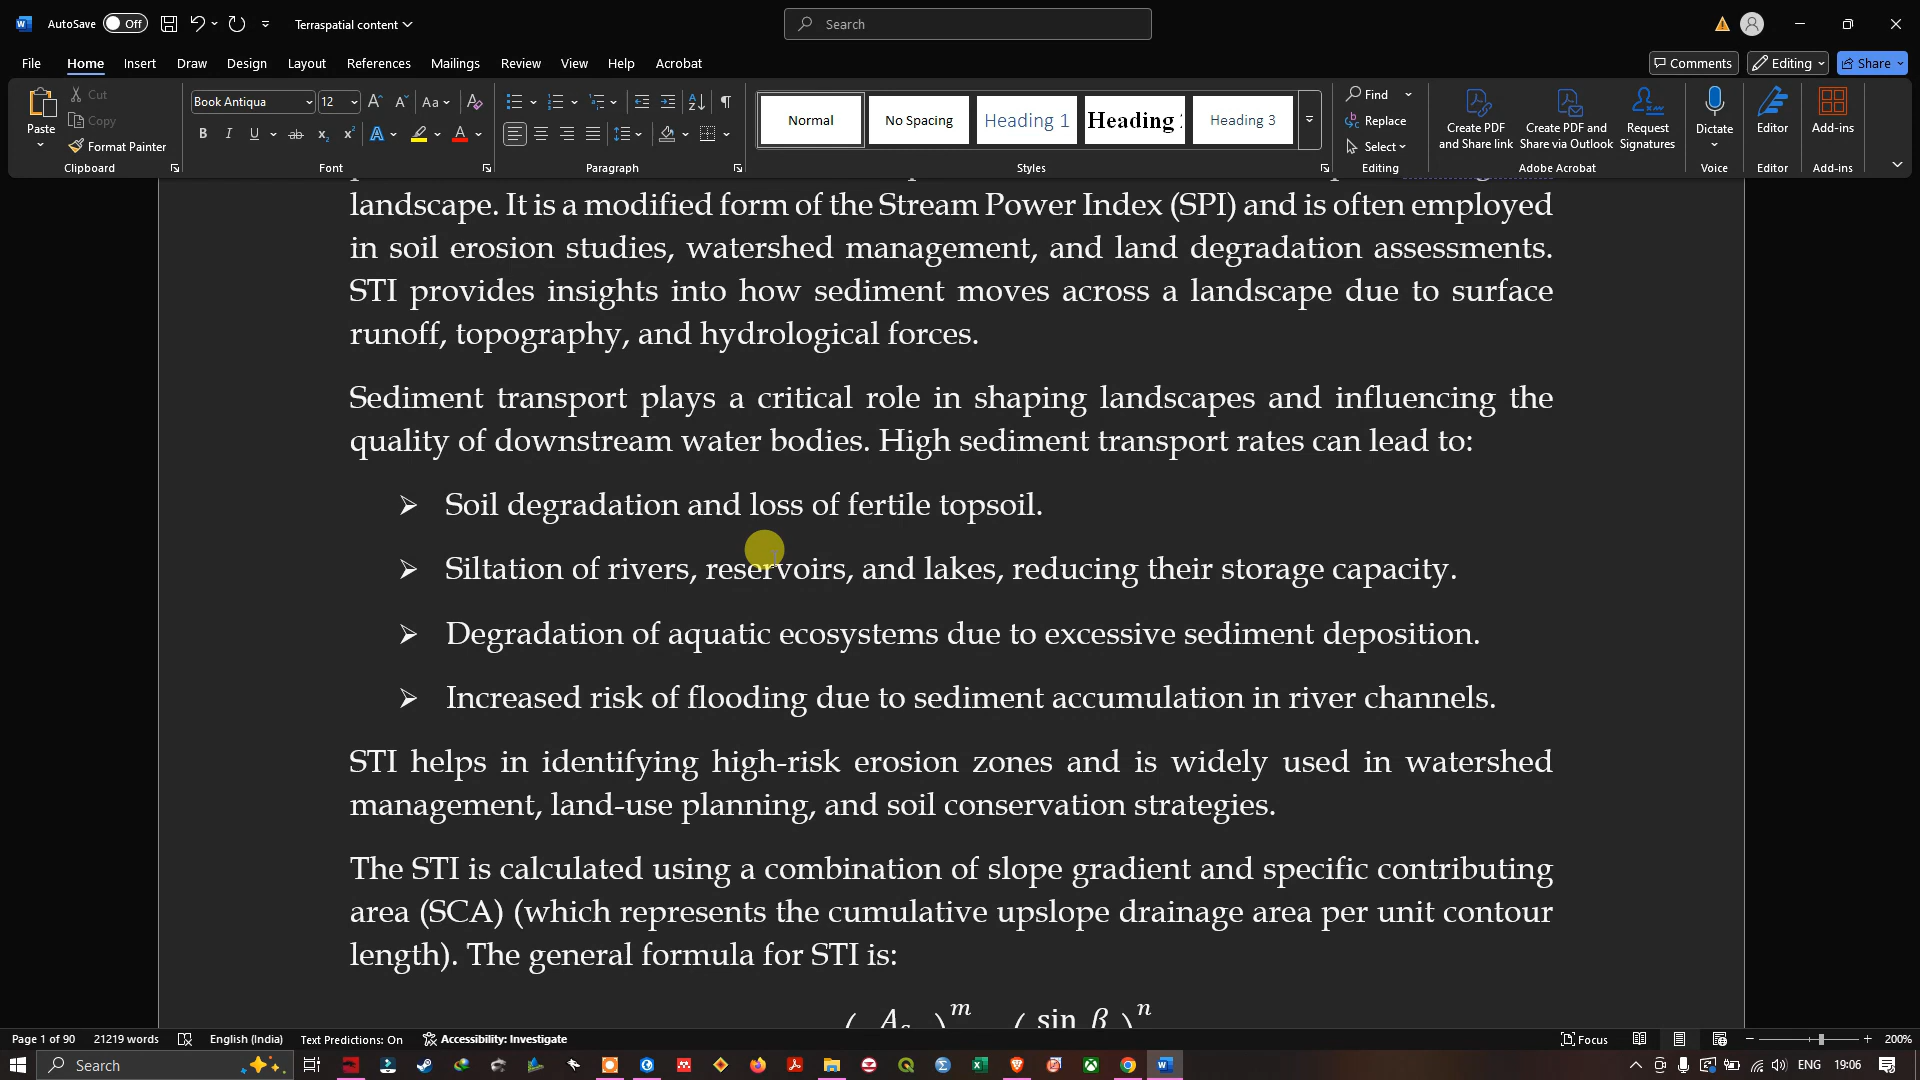 AutoSave Off Terraspatial content Search
File Home Insert Draw Design Layout References Mailings Review View Help Acrobat Comments Editing Share
Paste Cut Copy Format Painter Clipboard
Book Antiqua 12 Font
Paragraph
Normal No Spacing Heading 1 Heading Heading 3 Styles
Find Replace Select Editing
Create PDF and Share link Create PDF and Share via Outlook Request Signatures Adobe Acrobat
Dictate Voice
Editor Editor
Add-ins Add-ins
landscape. It is a modified form of the Stream Power Index (SPI) and is often employed
in soil erosion studies, watershed management, and land degradation assessments.
STI provides insights into how sediment moves across a landscape due to surface
runoff, topography, and hydrological forces.
Sediment transport plays a critical role in shaping landscapes and influencing the
quality of downstream water bodies. High sediment transport rates can lead to:
➢ Soil degradation and loss of fertile topsoil.
➢ Siltation of rivers, reservoirs, and lakes, reducing their storage capacity.
➢ Degradation of aquatic ecosystems due to excessive sediment deposition.
➢ Increased risk of flooding due to sediment accumulation in river channels.
STI helps in identifying high-risk erosion zones and is widely used in watershed
management, land-use planning, and soil conservation strategies.
The STI is calculated using a combination of slope gradient and specific contributing
area (SCA) (which represents the cumulative upslope drainage area per unit contour
length). The general formula for STI is:
( A )^m ( sin β )^n
Page 1 of 90 21219 words English (India) Text Predictions: On Accessibility: Investigate Focus 200%
Search ENG 19:06